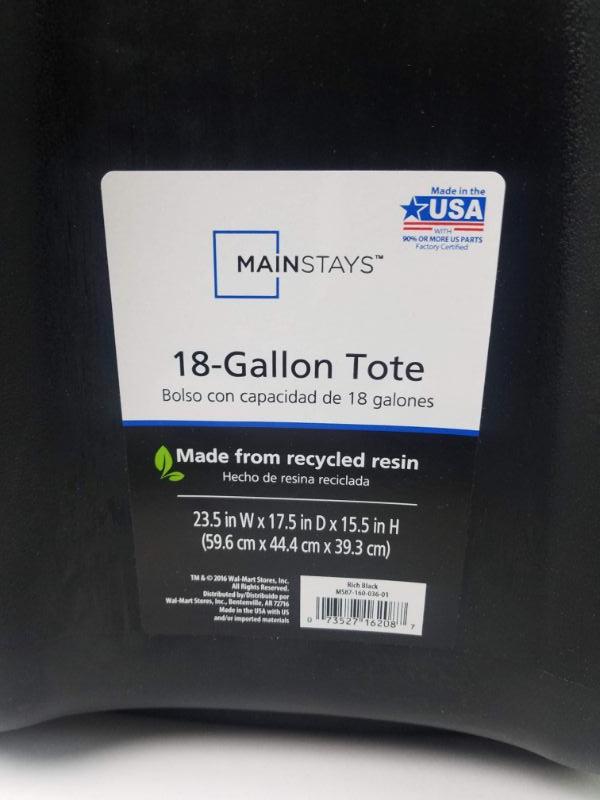 Made in the
USA
WITH
90% OR MORE US PARTS
Factory Certified
MAINSTAYS™
18-Gallon Tote
Bolso con capacidad de 18 galones
Made from recycled resin
Hecho de resina reciclada
23.5 in W x 17.5 in D x 15.5 in H
(59.6 cm x 44.4 cm x 39.3 cm)
TM & © 2016 Wal-Mart Stores, Inc.
All Rights Reserved.
Distributed by/Distribuido por
Wal-Mart Stores, Inc., Bentonville, AR 72716
Made in the USA with US
and/or imported materials
Rich Black
MS07-160-036-01
0 73527 16208 7